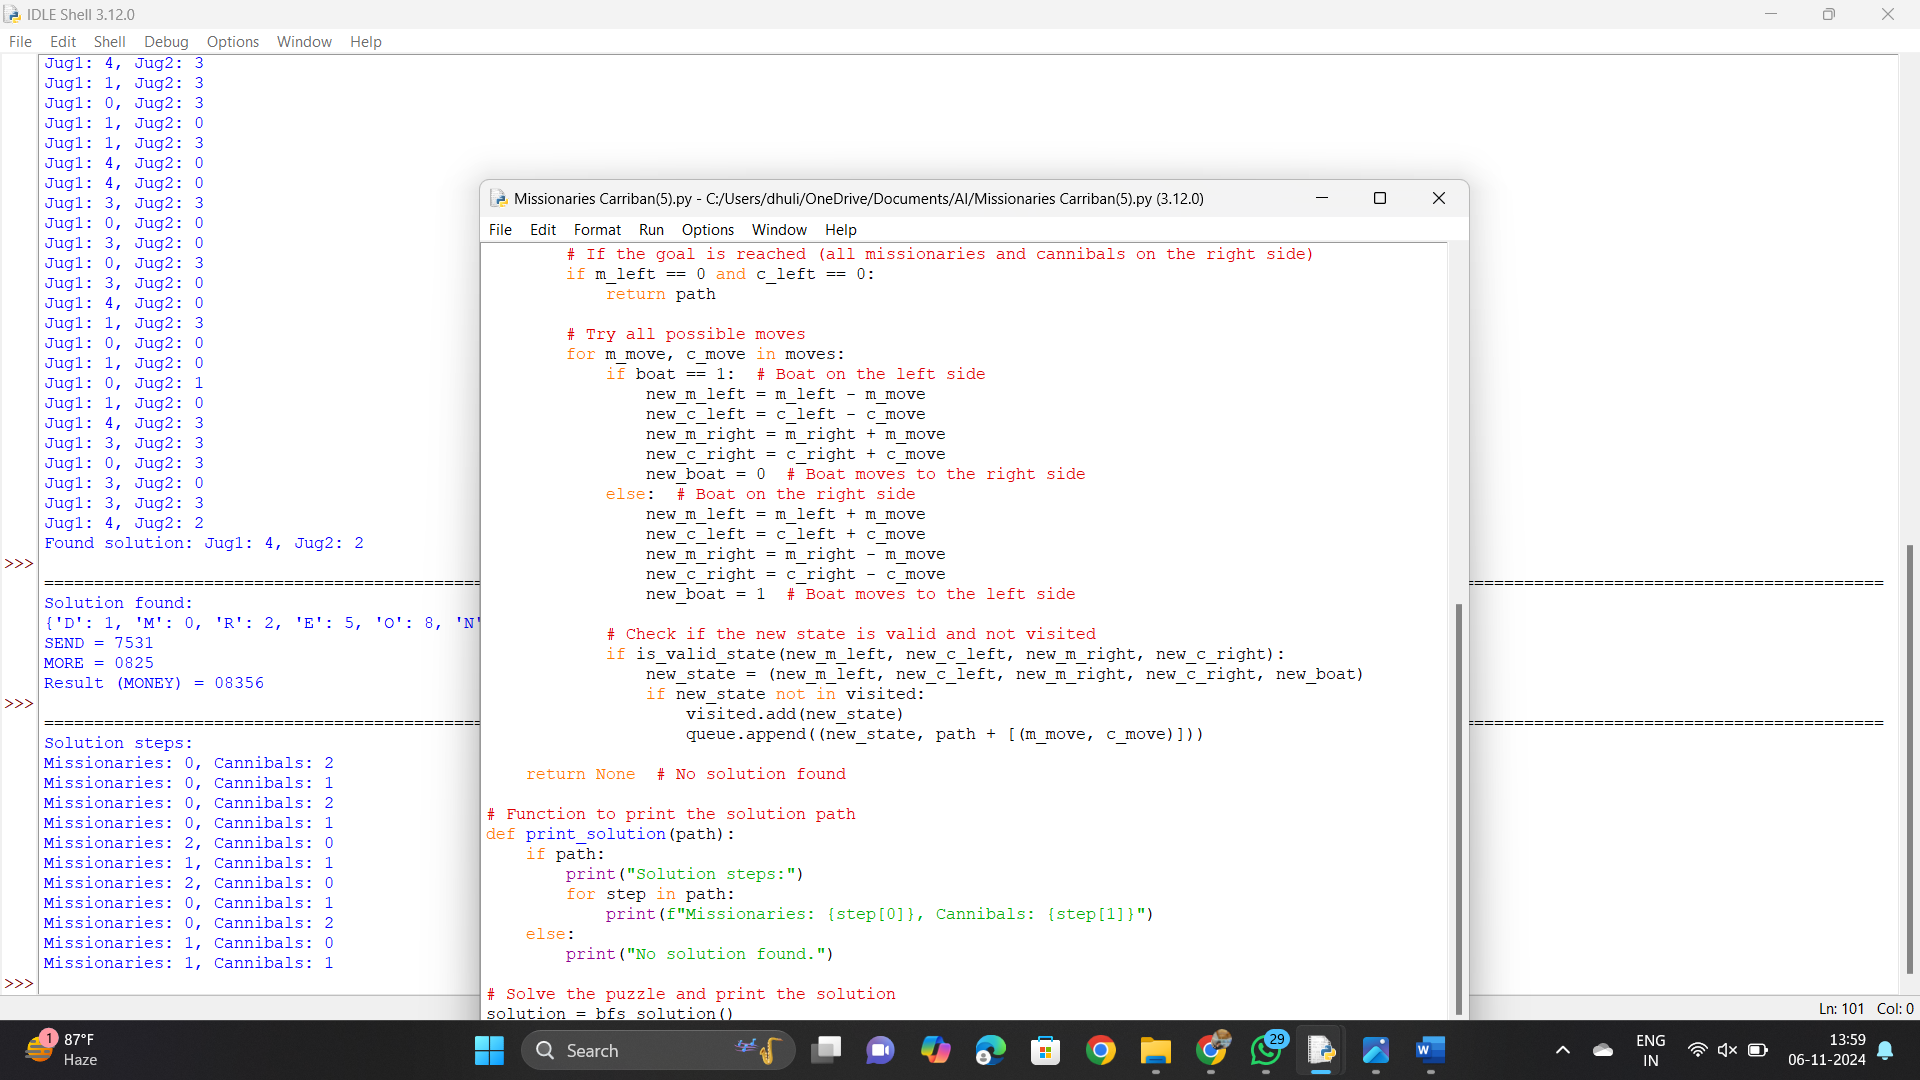 IDLE Shell 3.12.0
File Edit Shell Debug Options Window Help
Jug1: 4, Jug2: 3
Jug1: 1, Jug2: 3
Jug1: 0, Jug2: 3
Jug1: 1, Jug2: 0
Jug1: 1, Jug2: 3
Jug1: 4, Jug2: 0
Jug1: 4, Jug2: 0
Jug1: 3, Jug2: 3
Jug1: 0, Jug2: 0
Jug1: 3, Jug2: 0
Jug1: 0, Jug2: 3
Jug1: 3, Jug2: 0
Jug1: 4, Jug2: 0
Jug1: 1, Jug2: 3
Jug1: 0, Jug2: 0
Jug1: 1, Jug2: 0
Jug1: 0, Jug2: 1
Jug1: 1, Jug2: 0
Jug1: 4, Jug2: 3
Jug1: 3, Jug2: 3
Jug1: 0, Jug2: 3
Jug1: 3, Jug2: 0
Jug1: 3, Jug2: 3
Jug1: 4, Jug2: 2
Found solution: Jug1: 4, Jug2: 2
>>>
Solution found:
{'D': 1, 'M': 0, 'R': 2, 'E': 5, 'O': 8, 'N'
SEND = 7531
MORE = 0825
Result (MONEY) = 08356
>>>
Solution steps:
Missionaries: 0, Cannibals: 2
Missionaries: 0, Cannibals: 1
Missionaries: 0, Cannibals: 2
Missionaries: 0, Cannibals: 1
Missionaries: 2, Cannibals: 0
Missionaries: 1, Cannibals: 1
Missionaries: 2, Cannibals: 0
Missionaries: 0, Cannibals: 1
Missionaries: 0, Cannibals: 2
Missionaries: 1, Cannibals: 0
Missionaries: 1, Cannibals: 1
>>>
Missionaries Carriban(5).py - C:/Users/dhuli/OneDrive/Documents/AI/Missionaries Carriban(5).py (3.12.0)
File Edit Format Run Options Window Help
# If the goal is reached (all missionaries and cannibals on the right side)
if m_left == 0 and c_left == 0:
return path
# Try all possible moves
for m_move, c_move in moves:
if boat == 1:  # Boat on the left side
new_m_left = m_left - m_move
new_c_left = c_left - c_move
new_m_right = m_right + m_move
new_c_right = c_right + c_move
new_boat = 0  # Boat moves to the right side
else:  # Boat on the right side
new_m_left = m_left + m_move
new_c_left = c_left + c_move
new_m_right = m_right - m_move
new_c_right = c_right - c_move
new_boat = 1  # Boat moves to the left side
# Check if the new state is valid and not visited
if is_valid_state(new_m_left, new_c_left, new_m_right, new_c_right):
new_state = (new_m_left, new_c_left, new_m_right, new_c_right, new_boat)
if new_state not in visited:
visited.add(new_state)
queue.append((new_state, path + [(m_move, c_move)]))
return None  # No solution found
# Function to print the solution path
def print_solution(path):
if path:
print("Solution steps:")
for step in path:
print(f"Missionaries: {step[0]}, Cannibals: {step[1]}")
else:
print("No solution found.")
# Solve the puzzle and print the solution
solution = bfs_solution()
Ln: 101 Col: 0
1
87°F
Haze
Search
29
ENG
IN
13:59
06-11-2024